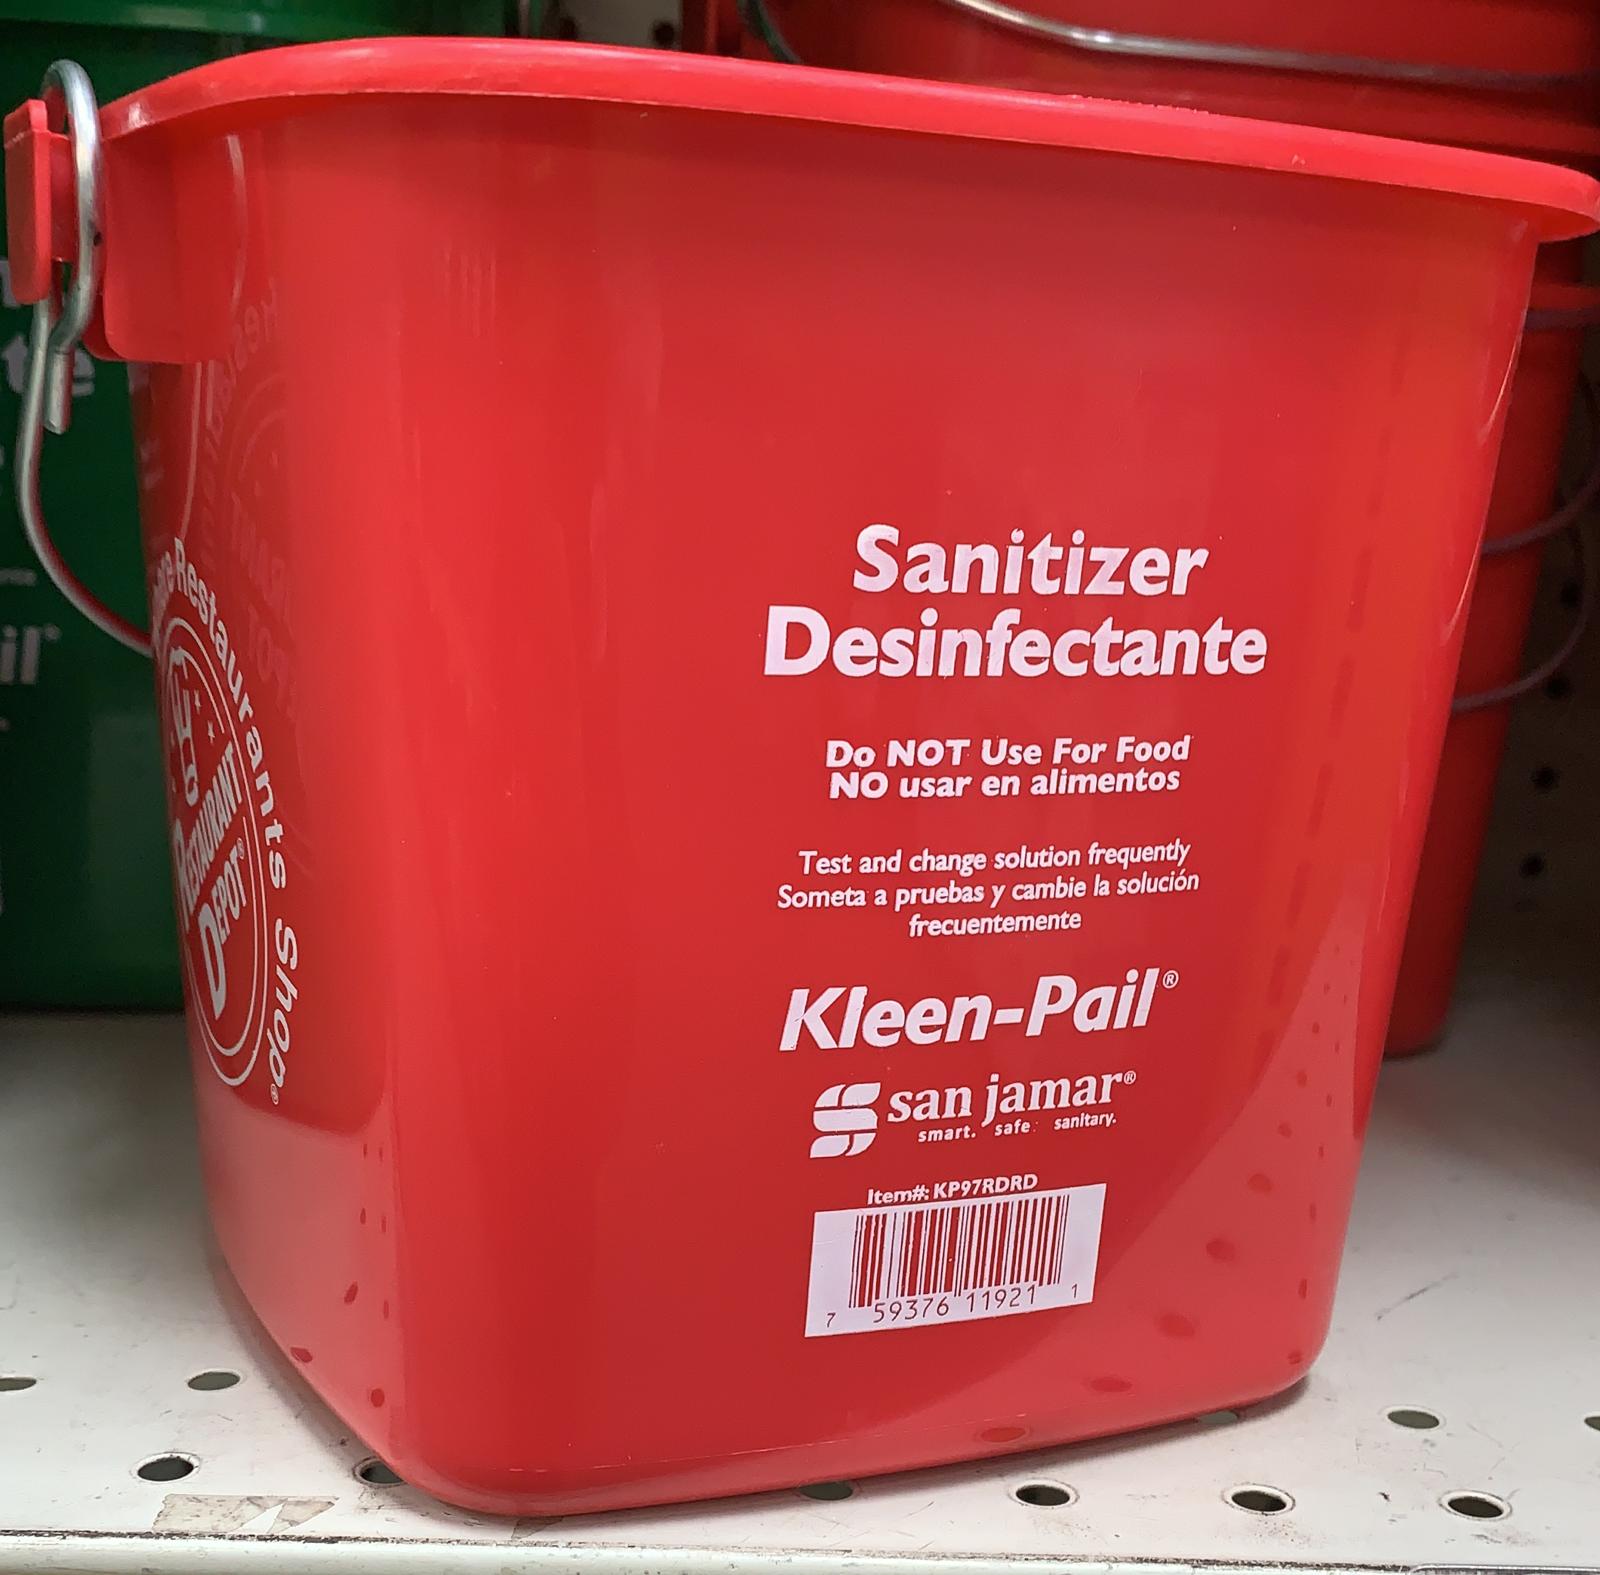 Sanitizer
Desinfectante
Do NOT Use For Food
NO usar en alimentos
Test and change solution frequently
Someta a pruebas y cambie la solución
frecuentemente
Kleen-Pail®
san jamar®
smart. safe. sanitary.
Item#: KP97RDRD
7 59376 11921 1
Restaurants Shop®
RESTAURANT
DEPOT®